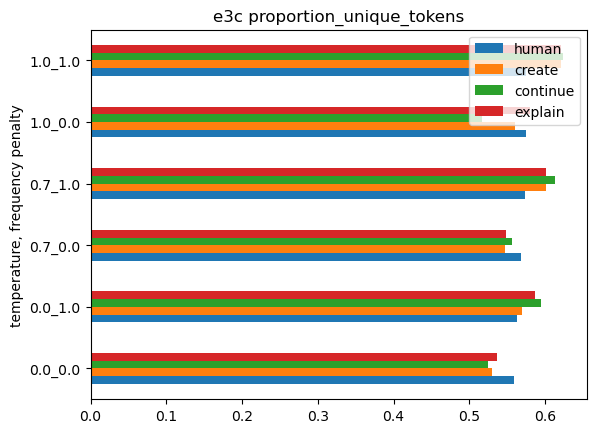 e3c proportion_unique_tokens
human
create
continue
explain
temperature, frequency penalty
1.0_1.0
1.0_0.0
0.7_1.0
0.7_0.0
0.0_1.0
0.0_0.0
0.0 0.1 0.2 0.3 0.4 0.5 0.6